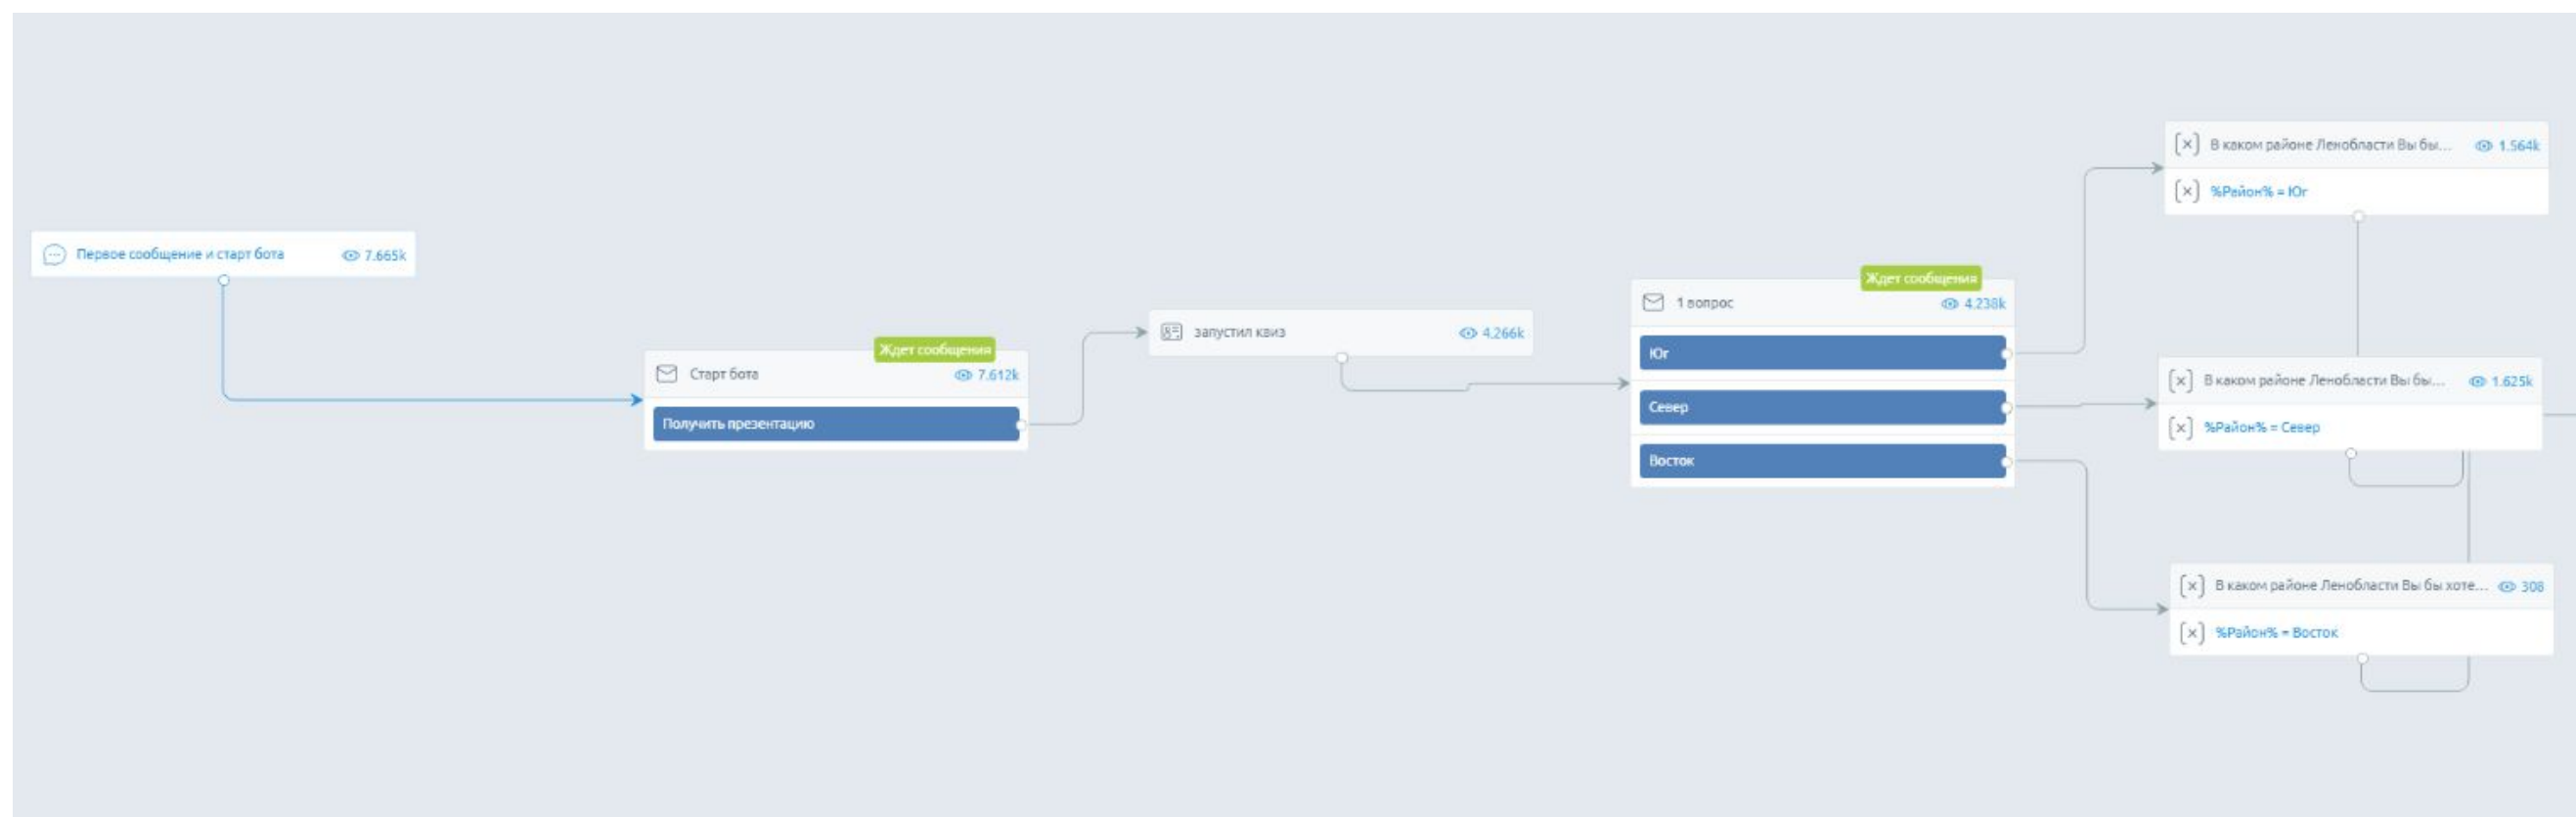 Первое сообщение и старт бота 7.665k
Ждет сообщения
Старт бота 7.612k
Получить презентацию
запустил квиз 4.266k
Ждет сообщения
1 вопрос 4.238k
Юг
Север
Восток
В каком районе Ленобласти Вы бы... 1.564k
%Район% = Юг
В каком районе Ленобласти Вы бы... 1.625k
%Район% = Север
В каком районе Ленобласти Вы бы хоте... 308
%Район% = Восток